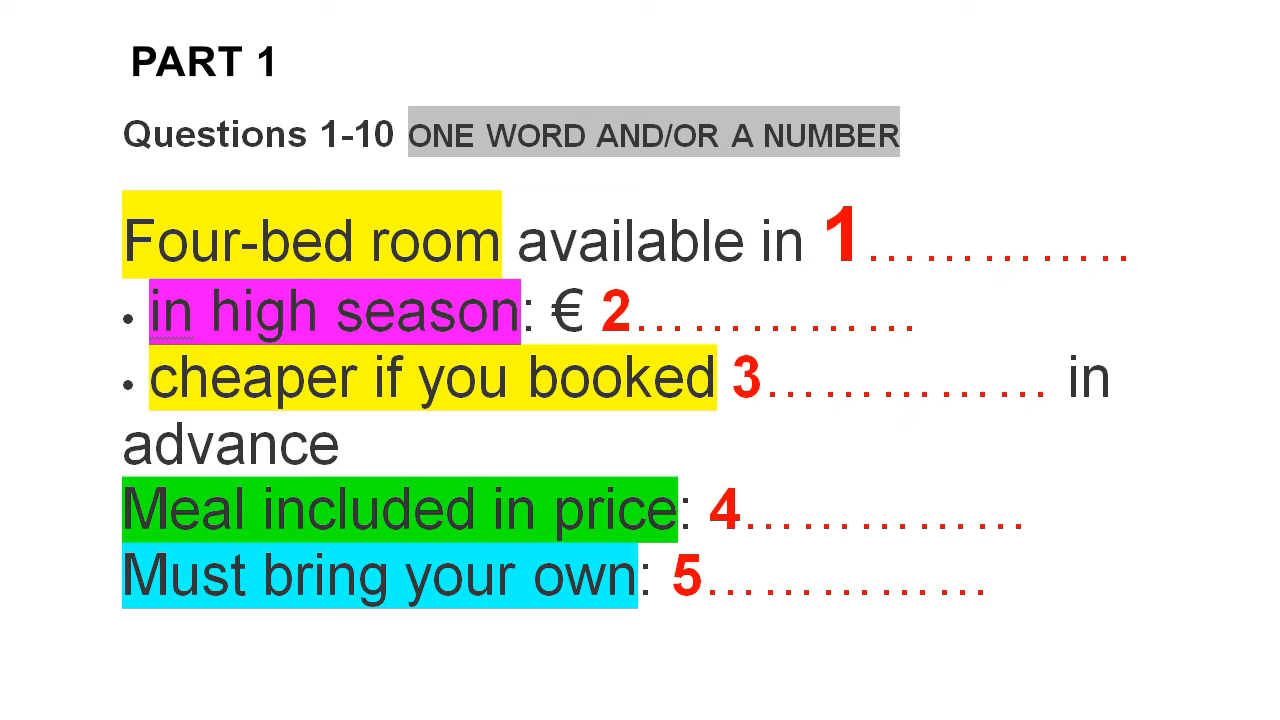 PART 1
Questions 1-10 ONE WORD AND/OR A NUMBER
Four-bed room available in 1……………
• in high season: € 2……………
• cheaper if you booked 3…………… in
advance
Meal included in price: 4……………
Must bring your own: 5……………